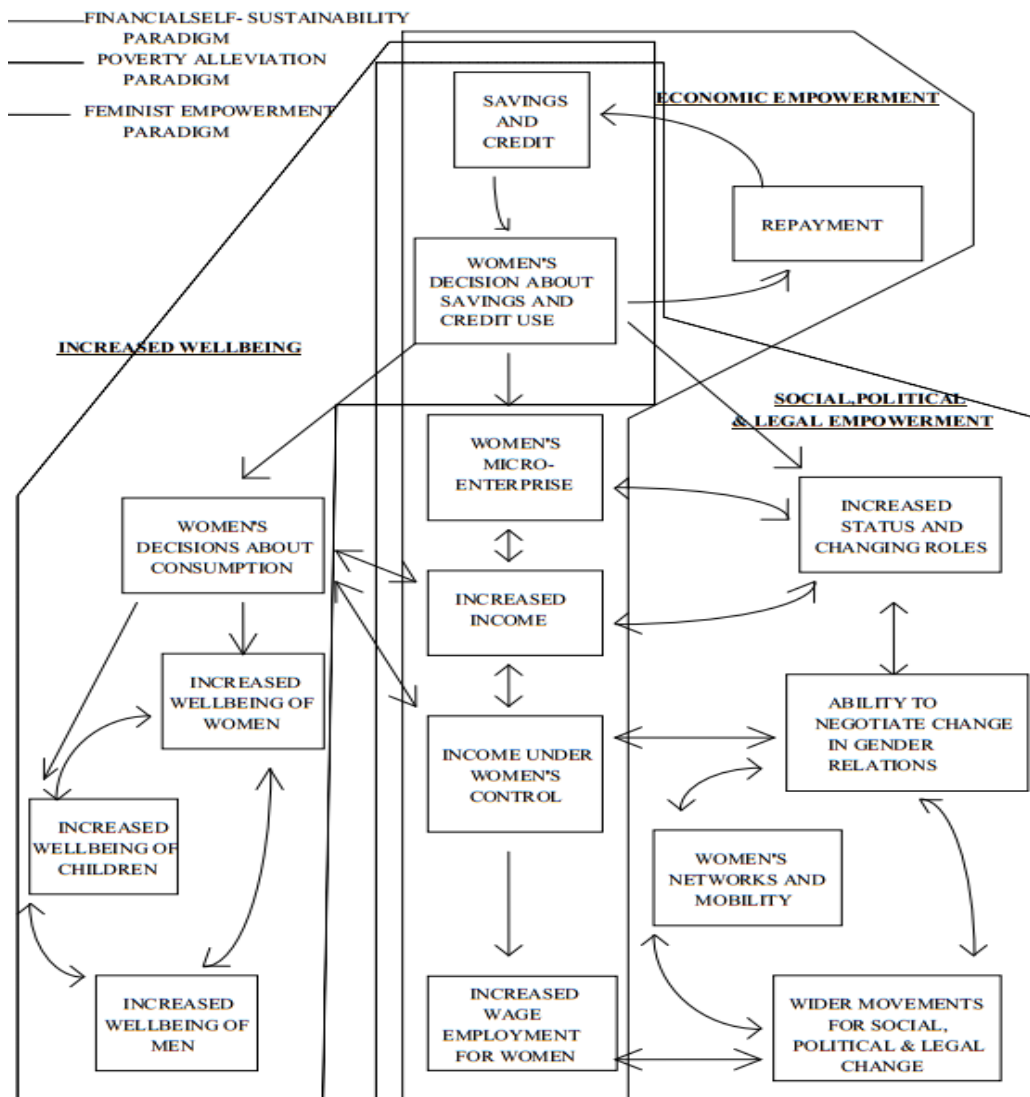 FINANCIALSELF- SUSTAINABILITY
PARADIGM
POVERTY ALLEVIATION
PARADIGM
FEMINIST EMPOWERMENT
PARADIGM
SAVINGS
AND
CREDIT
ECONOMIC EMPOWERMENT
REPAYMENT
WOMEN'S
DECISION ABOUT
SAVINGS AND
CREDIT USE
INCREASED WELLBEING
SOCIAL,POLITICAL
& LEGAL EMPOWERMENT
WOMEN'S
MICRO-
ENTERPRISE
INCREASED
STATUS AND
CHANGING ROLES
WOMEN'S
DECISIONS ABOUT
CONSUMPTION
INCREASED
INCOME
INCREASED
WELLBEING OF
WOMEN
ABILITY TO
NEGOTIATE CHANGE
IN GENDER
RELATIONS
INCOME UNDER
WOMEN'S
CONTROL
INCREASED
WELLBEING OF
CHILDREN
WOMEN'S
NETWORKS AND
MOBILITY
INCREASED
WELLBEING OF
MEN
INCREASED
WAGE
EMPLOYMENT
FOR WOMEN
WIDER MOVEMENTS
FOR SOCIAL,
POLITICAL & LEGAL
CHANGE